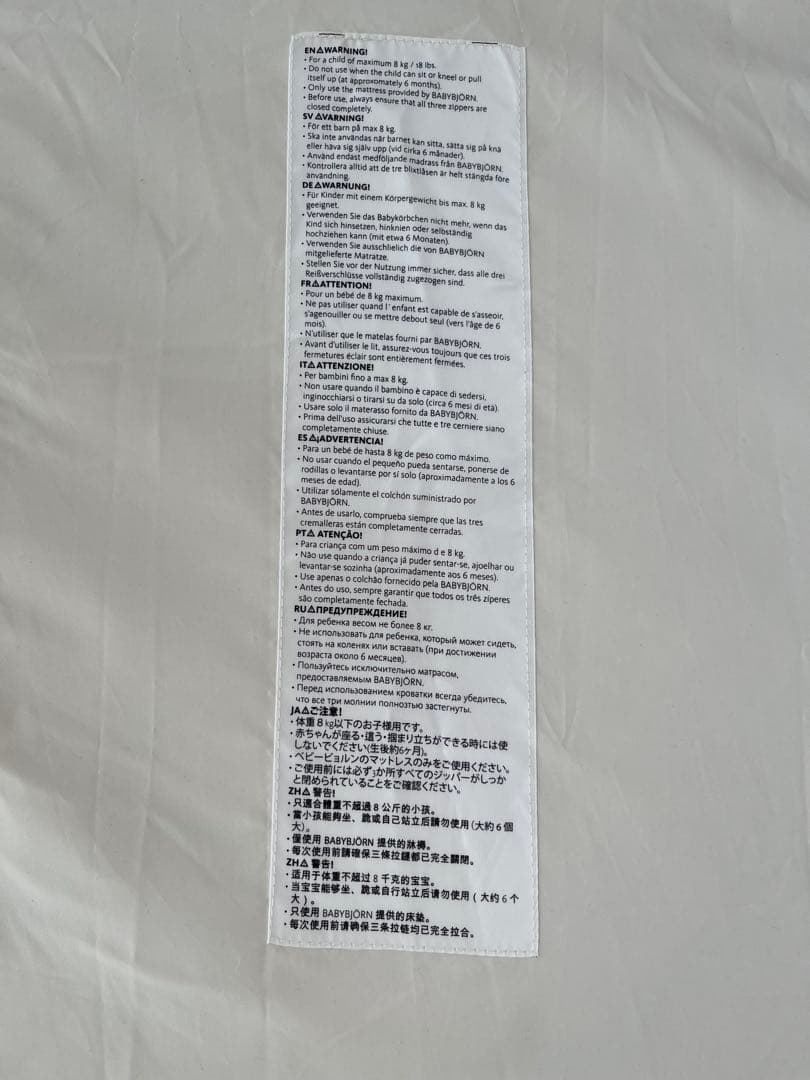 EN⚠WARNING!
• For a child of maximum 8 kg / 18 lbs.
• Do not use when the child can sit or kneel or pull
itself up (at approxomately 6 months).
• Only use the mattress provided by BABYBJÖRN.
• Before use, always ensure that all three zippers are
closed completely.
SV ⚠VARNING!
• För ett barn på max 8 kg.
• Ska inte användas när barnet kan sitta, sätta sig på knä
eller häva sig själv upp (vid cirka 6 månader).
• Använd endast medföljande madrass från BABYBJÖRN.
• Kontrollera alltid att de tre blixtlåsen är helt stängda före
användning.
DE⚠WARNUNG!
• Für Kinder mit einem Körpergewicht bis max. 8 kg
geeignet.
• Verwenden Sie das Babykörbchen nicht mehr, wenn das
Kind sich hinsetzen, hinknien oder selbständig
hochziehen kann (mit etwa 6 Monaten).
• Verwenden Sie ausschlielich die von BABYBJÖRN
mitgelieferte Matratze.
• Stellen Sie vor der Nutzung immer sicher, dass alle drei
Reißverschlüsse vollständig zugezogen sind.
FR⚠ATTENTION!
• Pour un bébé de 8 kg maximum.
• Ne pas utiliser quand l' enfant est capable de s'asseoir,
s'agenouiller ou se mettre debout seul (vers l'âge de 6
mois).
• N'utiliser que le matelas fourni par BABYBJÖRN.
• Avant d'utiliser le lit, assurez-vous toujours que ces trois
fermetures éclair sont entièrement fermées.
IT⚠ATTENZIONE!
• Per bambini fino a max 8 kg.
• Non usare quando il bambino è capace di sedersi,
inginocchiarsi o tirarsi su da solo (circa 6 mesi di età).
• Usare solo il materasso fornito da BABYBJÖRN.
• Prima dell'uso assicurarsi che tutte e tre cerniere siano
completamente chiuse.
ES ⚠¡ADVERTENCIA!
• Para un bebé de hasta 8 kg de peso como máximo.
• No usar cuando el pequeño pueda sentarse, ponerse de
rodillas o levantarse por sí solo (aproximadamente a los 6
meses de edad).
• Utilizar sólamente el colchón suministrado por
BABYBJÖRN.
• Antes de usarlo, comprueba siempre que las tres
cremalleras están completamente cerradas.
PT⚠ ATENÇÃO!
• Para criança com um peso máximo d e 8 kg.
• Não use quando a criança já puder sentar-se, ajoelhar ou
levantar-se sozinha (aproximadamente aos 6 meses).
• Use apenas o colchão fornecido pela BABYBJÖRN.
• Antes do uso, sempre garantir que todos os três zíperes
são completamente fechada.
RU⚠ПРЕДУПРЕЖДЕНИЕ!
• Для ребенка весом не более 8 кг.
• Не использовать для ребенка, который может сидеть,
стоять на коленях или вставать (при достижении
возраста около 6 месяцев).
• Пользуйтесь исключительно матрасом,
предоставляемым BABYBJÖRN.
• Перед использованием кроватки всегда убедитесь,
что все три молнии полнозтью застегнуты.
JA⚠ご注意!
・体重8kg以下のお子様用です。
・赤ちゃんが座る・這う・掴まり立ちができる時には使
しないでください(生後約6ヶ月)。
・ベビービョルンのマットレスのみをご使用ください。
・ご使用前には必ず3か所すべてのジッパーがしっか
と閉められていることをご確認ください。
ZH⚠ 警告!
• 只適合體重不超過 8 公斤的小孩。
• 當小孩能夠坐、跪或自己站立后請勿使用(大約 6 個
大)。
• 僅使用 BABYBJÖRN 提供的牀褥。
• 每次使用前請確保三條拉鏈都已完全關閉。
ZH⚠ 警告!
• 适用于体重不超过 8 千克的宝宝。
• 当宝宝能够坐、跪或自行站立后请勿使用 ( 大约 6 个
大 ) 。
• 只使用 BABYBJÖRN 提供的床垫。
• 每次使用前请确保三条拉链均已完全拉合。